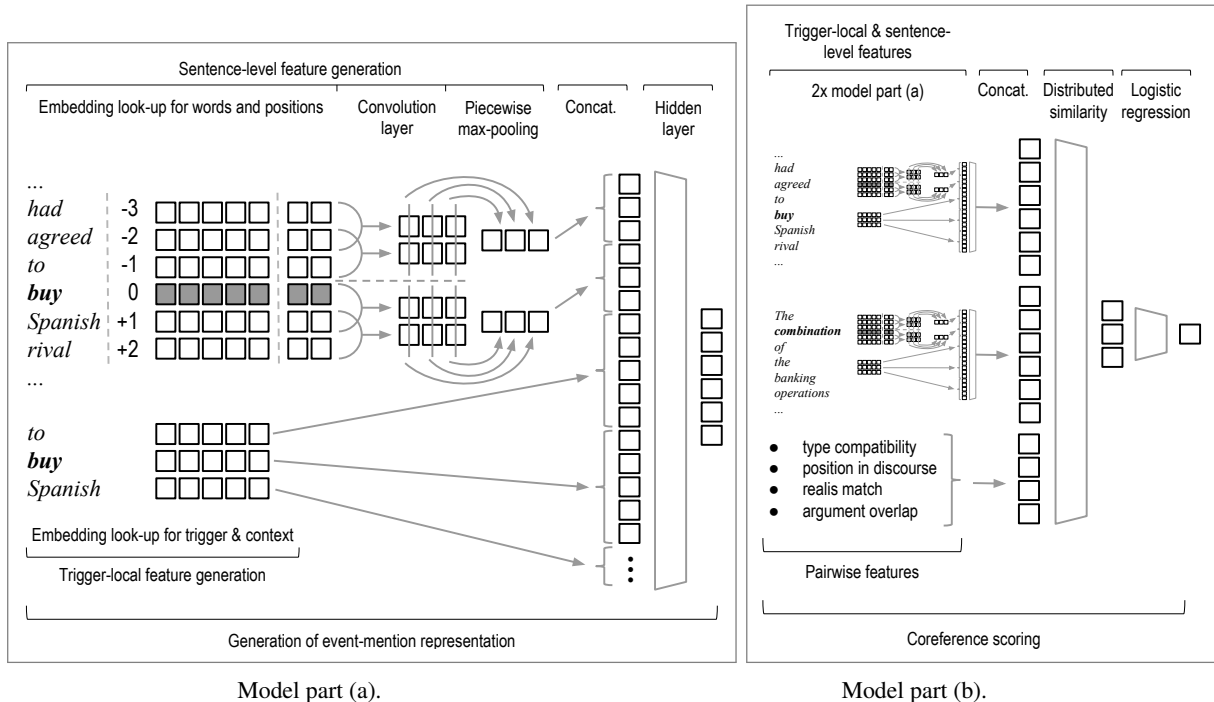 Sentence-level feature generation
Embedding look-up for words and positions
Convolution layer
Piecewise max-pooling
Concat.
Hidden layer
...
had -3
agreed -2
to -1
buy 0
Spanish +1
rival +2
...
to
buy
Spanish
Embedding look-up for trigger & context
Trigger-local feature generation
Generation of event-mention representation
Model part (a).
Trigger-local & sentence-
level features
2x model part (a)
Concat.
Distributed similarity
Logistic regression
...
had
agreed
to
buy
Spanish
rival
...
The
combination
of
the
banking
operations
...
● type compatibility
● position in discourse
● realis match
● argument overlap
Pairwise features
Coreference scoring
Model part (b).